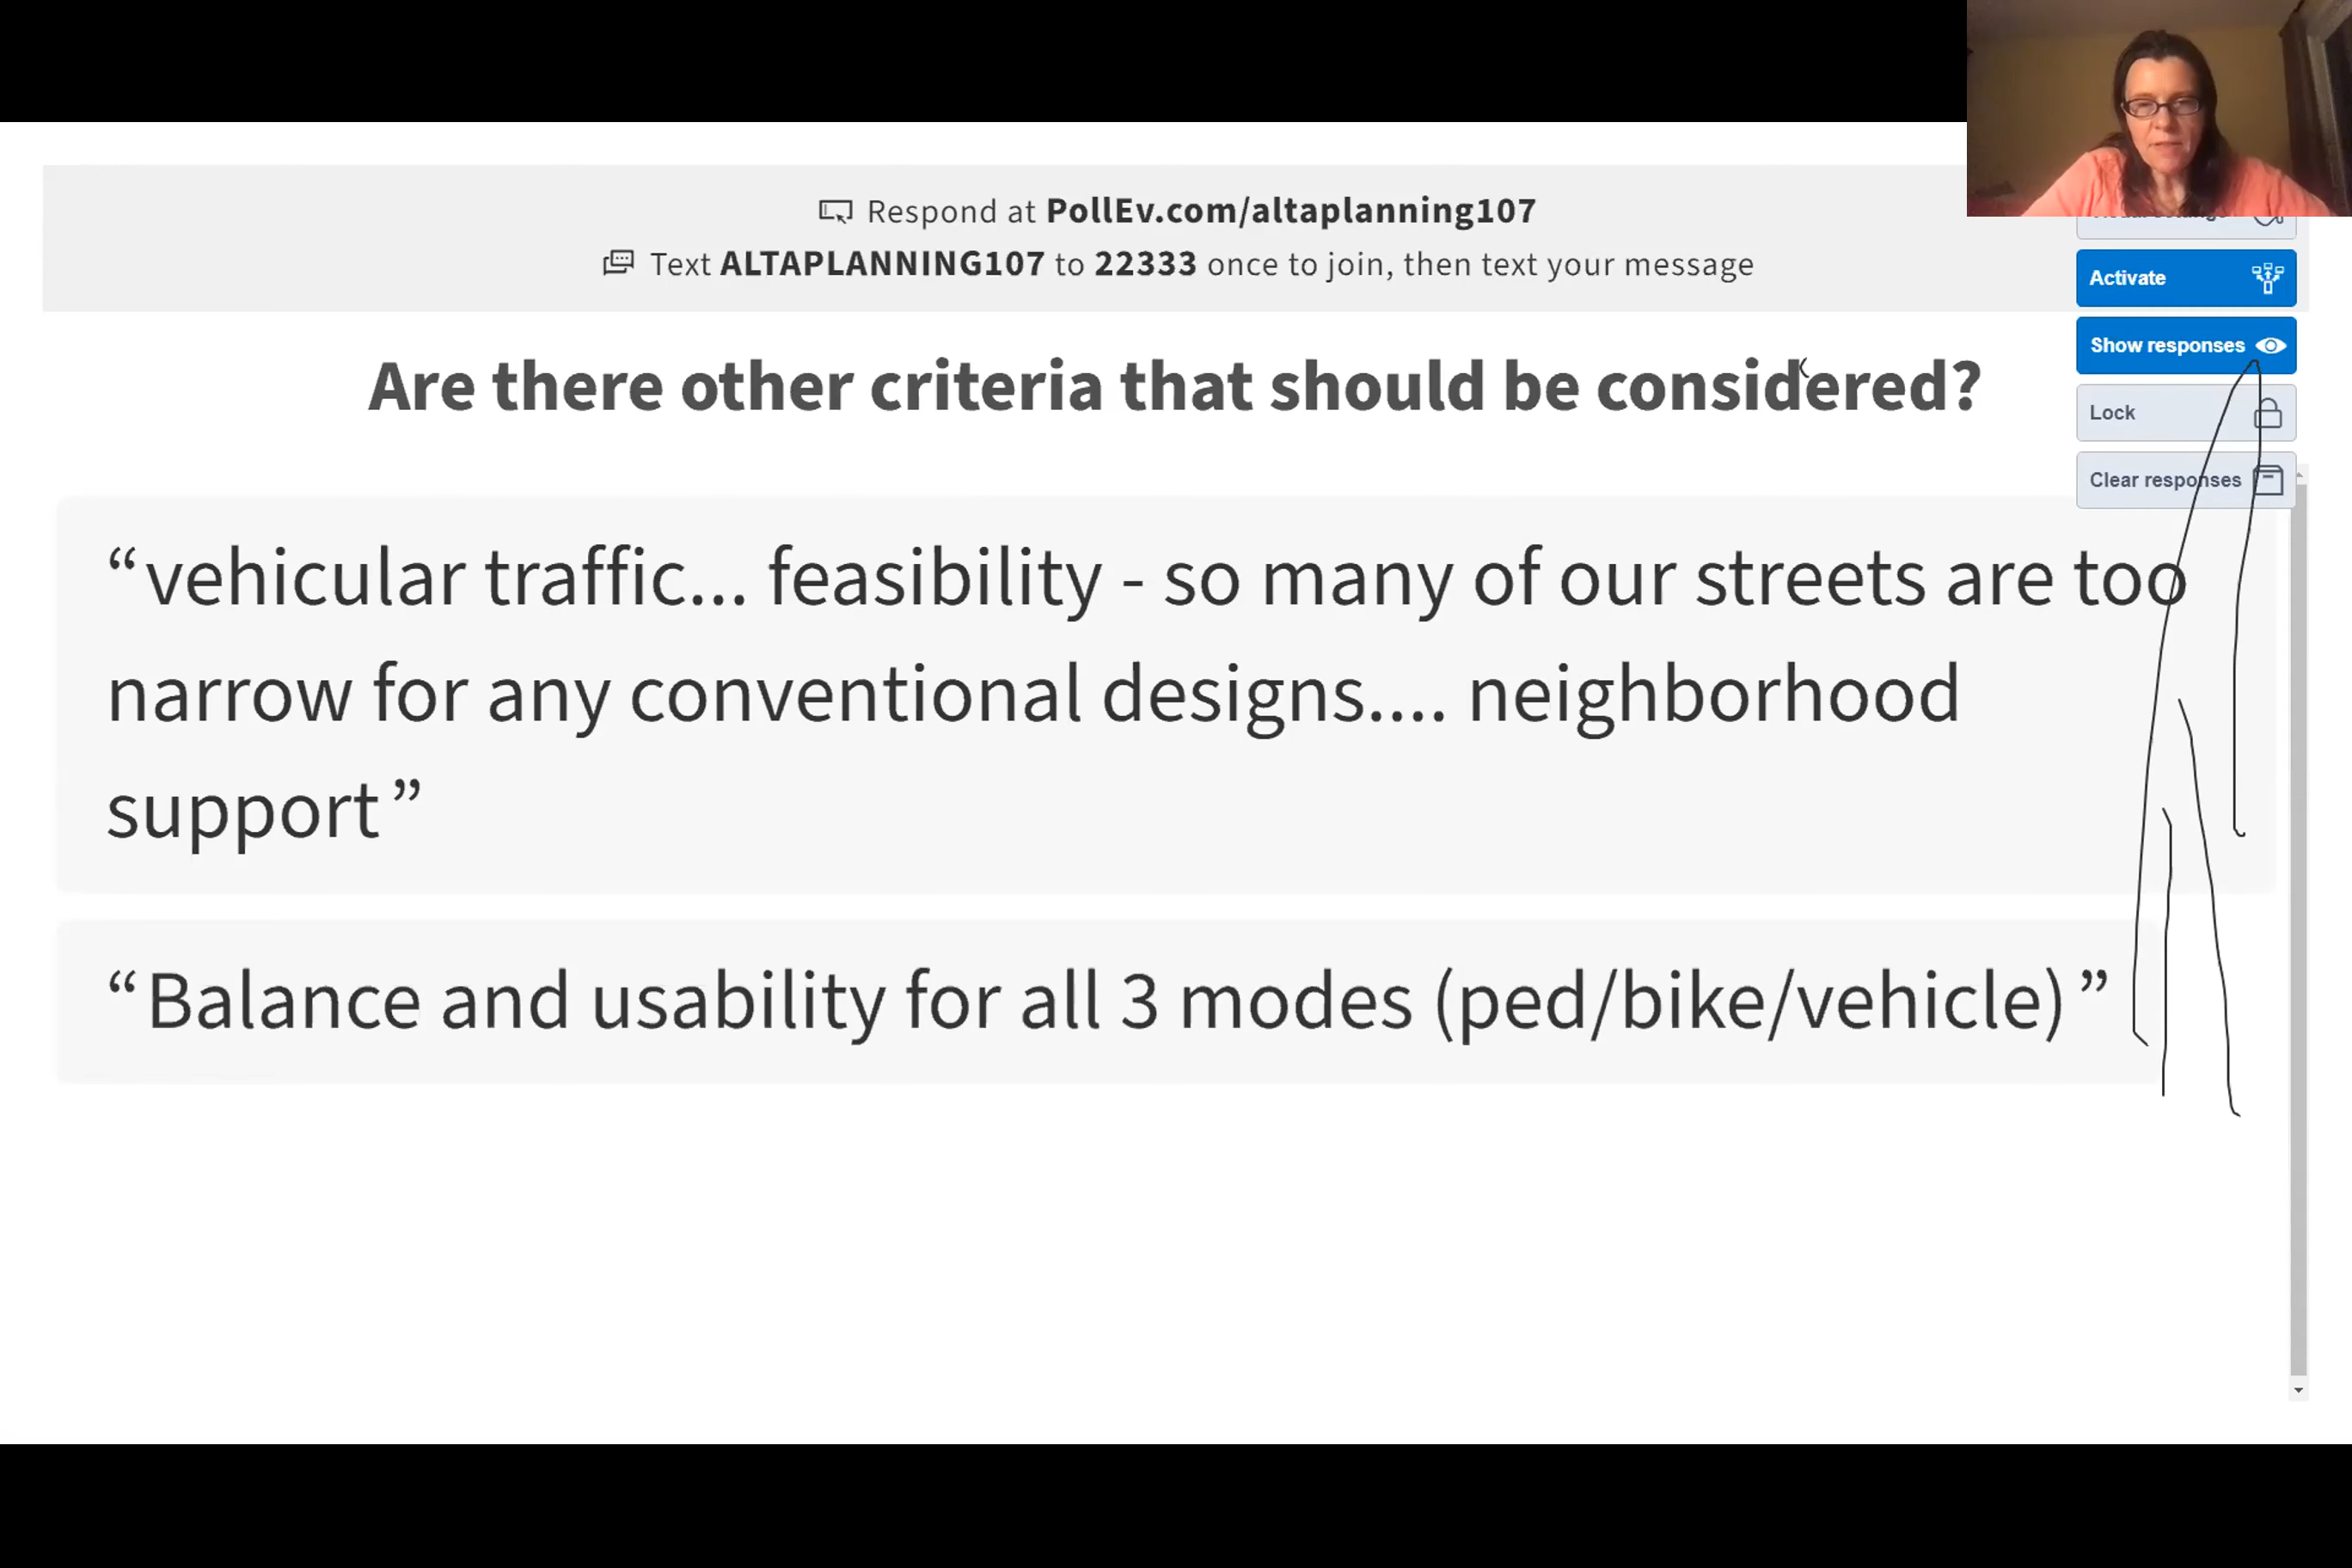 Respond at PollEv.com/altaplanning107
Text ALTAPLANNING107 to 22333 once to join, then text your message
Activate
Show responses
Lock
Clear responses
Are there other criteria that should be considered?
“vehicular traffic... feasibility - so many of our streets are too
narrow for any conventional designs.... neighborhood
support”
“Balance and usability for all 3 modes (ped/bike/vehicle)”